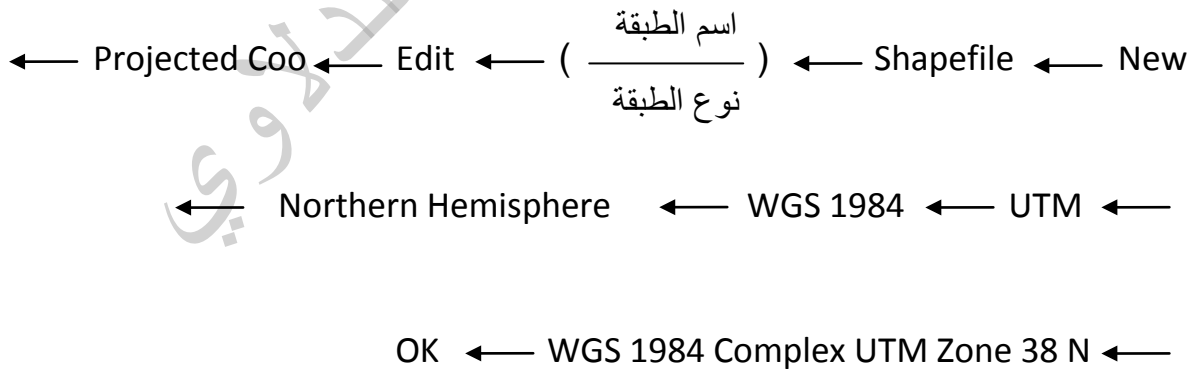 New ← Shapefile ← ( اسم الطبقة
نوع الطبقة ) ← Edit ← Projected Coo ←
← UTM ← WGS 1984 ← Northern Hemisphere ←
← WGS 1984 Complex UTM Zone 38 N ← OK